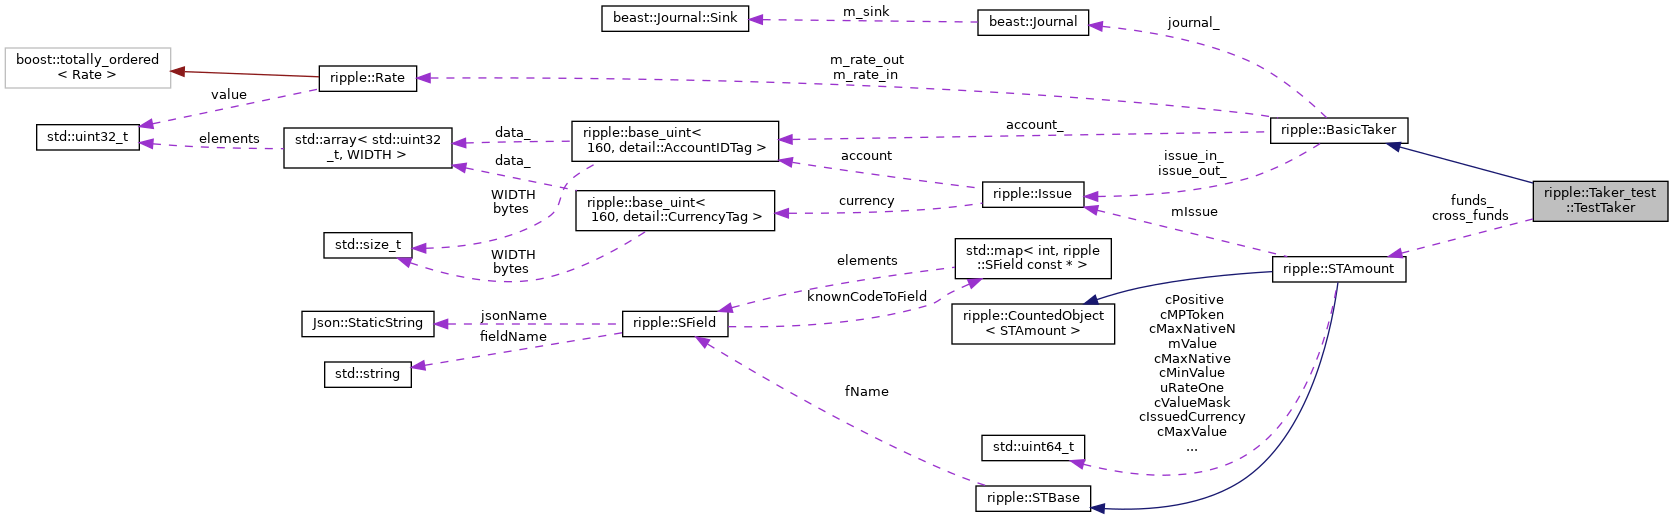 beast::Journal::Sink
m_sink
beast::Journal
journal_
boost::totally_ordered
< Rate >
ripple::Rate
m_rate_out
m_rate_in
value
std::uint32_t
elements
std::array< std::uint32
_t, WIDTH >
data_
data_
ripple::base_uint<
160, detail::AccountIDTag >
account_
ripple::BasicTaker
account
issue_in_
issue_out_
ripple::Issue
WIDTH
bytes
ripple::base_uint<
160, detail::CurrencyTag >
currency
mIssue
ripple::Taker_test
::TestTaker
funds_
cross_funds
std::size_t
WIDTH
bytes
elements
std::map< int, ripple
::SField const * >
ripple::STAmount
knownCodeToField
Json::StaticString
jsonName
fieldName
ripple::SField
ripple::CountedObject
< STAmount >
std::string
cPositive
cMPToken
cMaxNativeN
mValue
cMaxNative
cMinValue
uRateOne
cValueMask
cIssuedCurrency
cMaxValue
...
fName
std::uint64_t
ripple::STBase